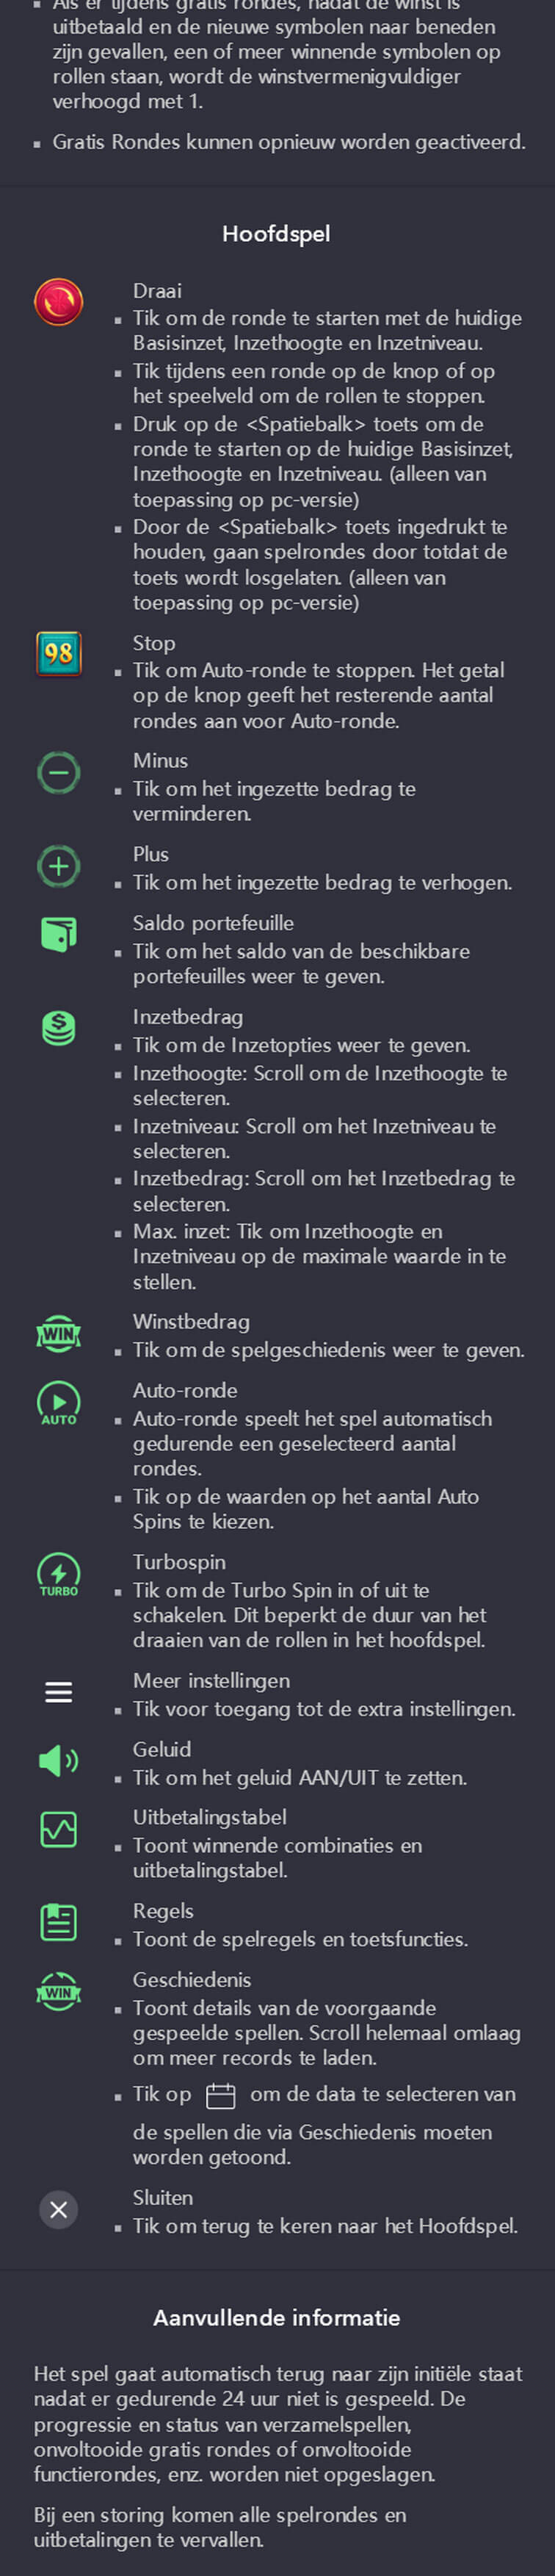 Als er tijdens gratis rondes, nadat de winst is
uitbetaald en de nieuwe symbolen naar beneden
zijn gevallen, een of meer winnende symbolen op
rollen staan, wordt de winstvermenigvuldiger
verhoogd met 1.
Gratis Rondes kunnen opnieuw worden geactiveerd.
Hoofdspel
Draai
Tik om de ronde te starten met de huidige
Basisinzet, Inzethoogte en Inzetniveau.
Tik tijdens een ronde op de knop of op
het speelveld om de rollen te stoppen.
Druk op de <Spatiebalk> toets om de
ronde te starten op de huidige Basisinzet,
Inzethoogte en Inzetniveau. (alleen van
toepassing op pc-versie)
Door de <Spatiebalk> toets ingedrukt te
houden, gaan spelrondes door totdat de
toets wordt losgelaten. (alleen van
toepassing op pc-versie)
98
Stop
Tik om Auto-ronde te stoppen. Het getal
op de knop geeft het resterende aantal
rondes aan voor Auto-ronde.
Minus
Tik om het ingezette bedrag te
verminderen.
Plus
Tik om het ingezette bedrag te verhogen.
Saldo portefeuille
Tik om het saldo van de beschikbare
portefeuilles weer te geven.
Inzetbedrag
Tik om de Inzetopties weer te geven.
Inzethoogte: Scroll om de Inzethoogte te
selecteren.
Inzetniveau: Scroll om het Inzetniveau te
selecteren.
Inzetbedrag: Scroll om het Inzetbedrag te
selecteren.
Max. inzet: Tik om Inzethoogte en
Inzetniveau op de maximale waarde in te
stellen.
WIN
Winstbedrag
Tik om de spelgeschiedenis weer te geven.
AUTO
Auto-ronde
Auto-ronde speelt het spel automatisch
gedurende een geselecteerd aantal
rondes.
Tik op de waarden op het aantal Auto
Spins te kiezen.
TURBO
Turbospin
Tik om de Turbo Spin in of uit te
schakelen. Dit beperkt de duur van het
draaien van de rollen in het hoofdspel.
Meer instellingen
Tik voor toegang tot de extra instellingen.
Geluid
Tik om het geluid AAN/UIT te zetten.
Uitbetalingstabel
Toont winnende combinaties en
uitbetalingstabel.
Regels
Toont de spelregels en toetsfuncties.
WIN
Geschiedenis
Toont details van de voorgaande
gespeelde spellen. Scroll helemaal omlaag
om meer records te laden.
Tik op om de data te selecteren van
de spellen die via Geschiedenis moeten
worden getoond.
Sluiten
Tik om terug te keren naar het Hoofdspel.
Aanvullende informatie
Het spel gaat automatisch terug naar zijn initiële staat
nadat er gedurende 24 uur niet is gespeeld. De
progressie en status van verzamelspellen,
onvoltooide gratis rondes of onvoltooide
functierondes, enz. worden niet opgeslagen.
Bij een storing komen alle spelrondes en
uitbetalingen te vervallen.